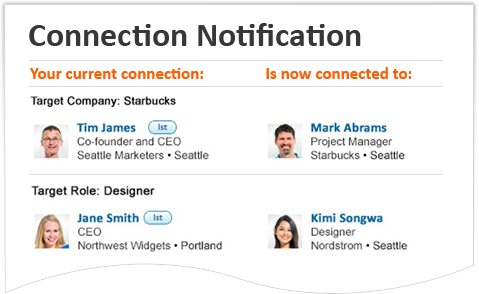 Connection Notification
Your current connection: Is now connected to:
Target Company: Starbucks
Tim James 1st
Co-founder and CEO
Seattle Marketers • Seattle
Mark Abrams
Project Manager
Starbucks • Seattle
Target Role: Designer
Jane Smith 1st
CEO
Northwest Widgets • Portland
Kimi Songwa
Designer
Nordstrom • Seattle